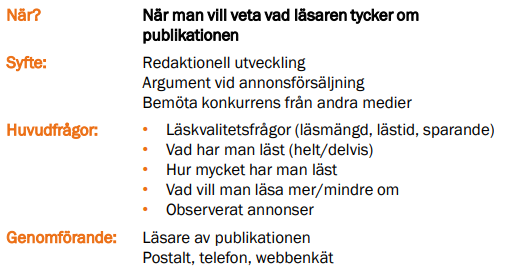 När? När man vill veta vad läsaren tycker om
publikationen
Syfte: Redaktionell utveckling
Argument vid annonsförsäljning
Bemöta konkurrens från andra medier
Huvudfrågor: • Läskvalitetsfrågor (läsmängd, lästid, sparande)
• Vad har man läst (helt/delvis)
• Hur mycket har man läst
• Vad vill man läsa mer/mindre om
• Observerat annonser
Genomförande: Läsare av publikationen
Postalt, telefon, webbenkät